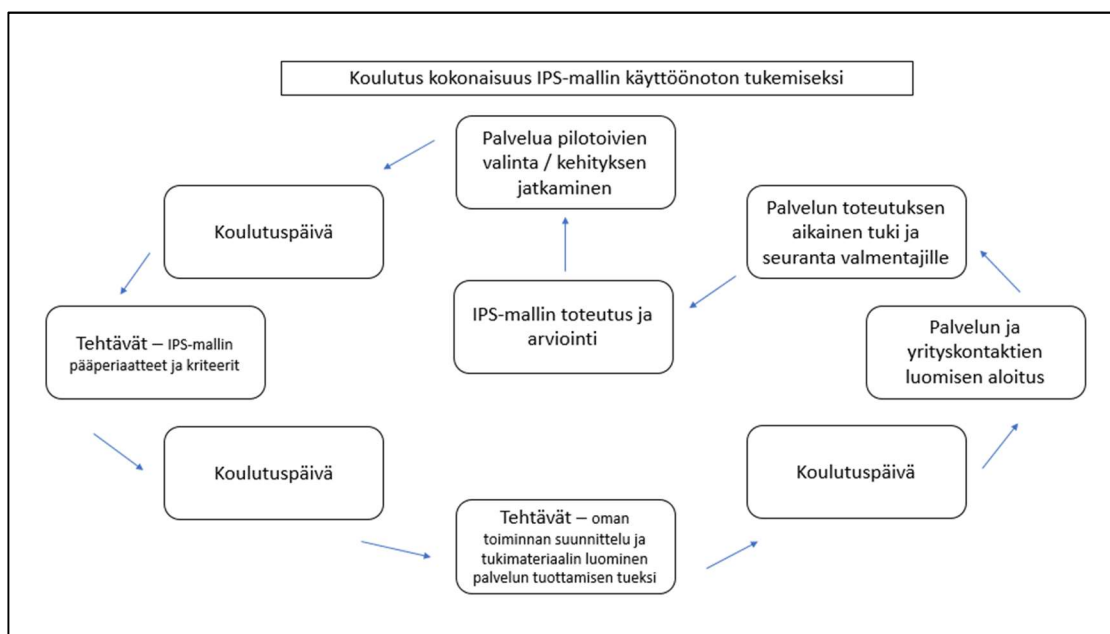 Koulutus kokonaisuus IPS-mallin käyttöönoton tukemiseksi
Palvelua pilotoivien
valinta / kehityksen
jatkaminen
Koulutuspäivä
Tehtävät – IPS-mallin
pääperiaatteet ja kriteerit
Koulutuspäivä
Tehtävät – oman
toiminnan suunnittelu ja
tukimateriaalin luominen
palvelun tuottamisen tueksi
Koulutuspäivä
Palvelun ja
yrityskontaktien
luomisen aloitus
Palvelun toteutuksen
aikainen tuki ja
seuranta valmentajille
IPS-mallin toteutus ja
arviointi